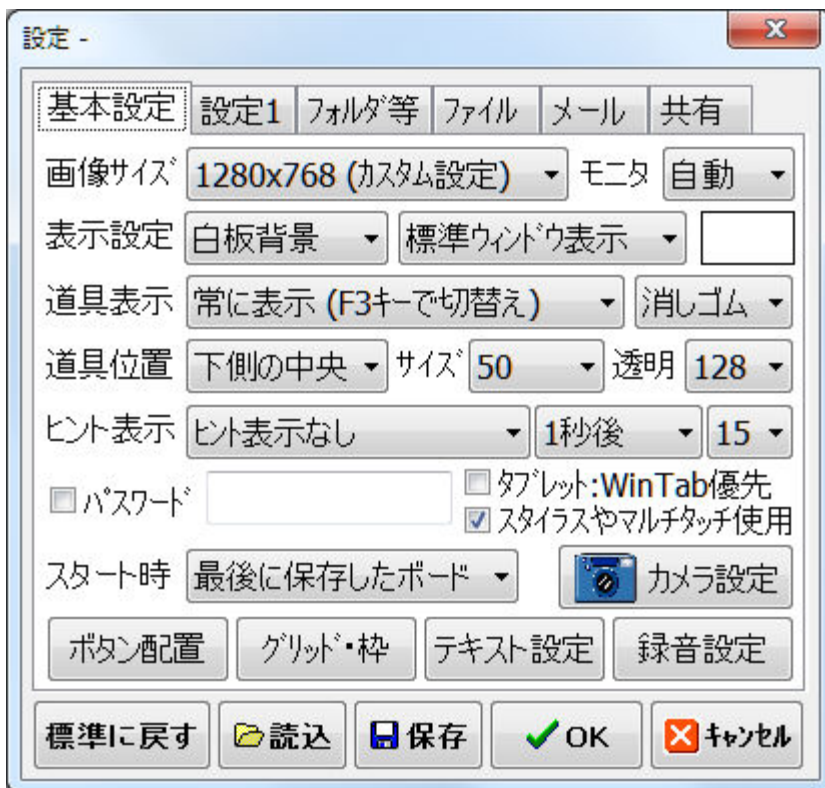 設定 -
基本設定 設定1 フォルダ等 ファイル メール 共有
画像サイズ 1280x768 (カスタム設定) モニタ 自動
表示設定 白板背景 標準ウィンドウ表示
道具表示 常に表示 (F3キーで切替え) 消しゴム
道具位置 下側の中央 サイズ 50 透明 128
ヒント表示 ヒント表示なし 1秒後 15
パスワード タブレット:WinTab優先
スタイラスやマルチタッチ使用
スタート時 最後に保存したボード カメラ設定
ボタン配置 グリッド・枠 テキスト設定 録音設定
標準に戻す 読込 保存 OK キャンセル